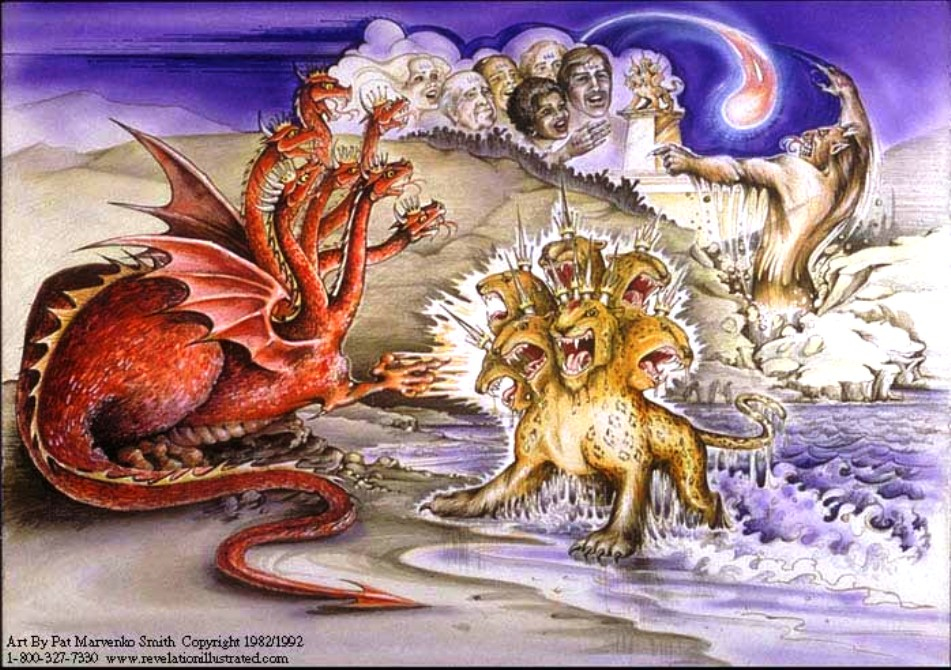 Art By Pat Marvenko Smith Copyright 1982/1992
1-800-327-7330 www.revelationillustrated.com